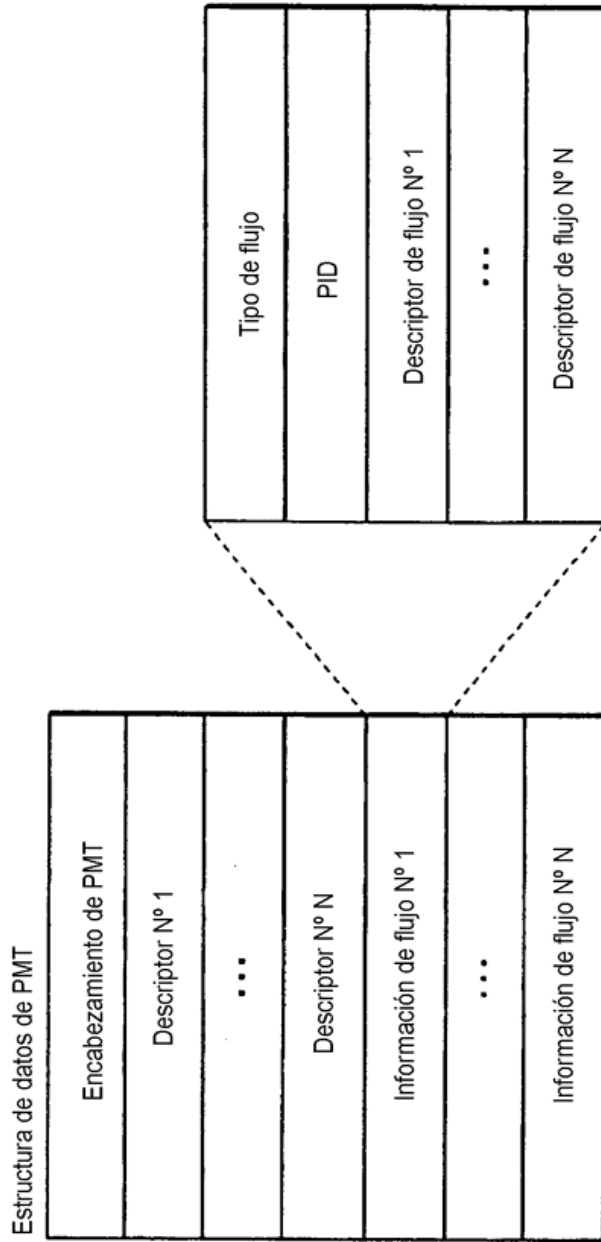 Estructura de datos de PMT
Encabezamiento de PMT
Descriptor Nº 1
...
Descriptor Nº N
Información de flujo Nº 1
...
Información de flujo Nº N
Tipo de flujo
PID
Descriptor de flujo Nº 1
...
Descriptor de flujo Nº N